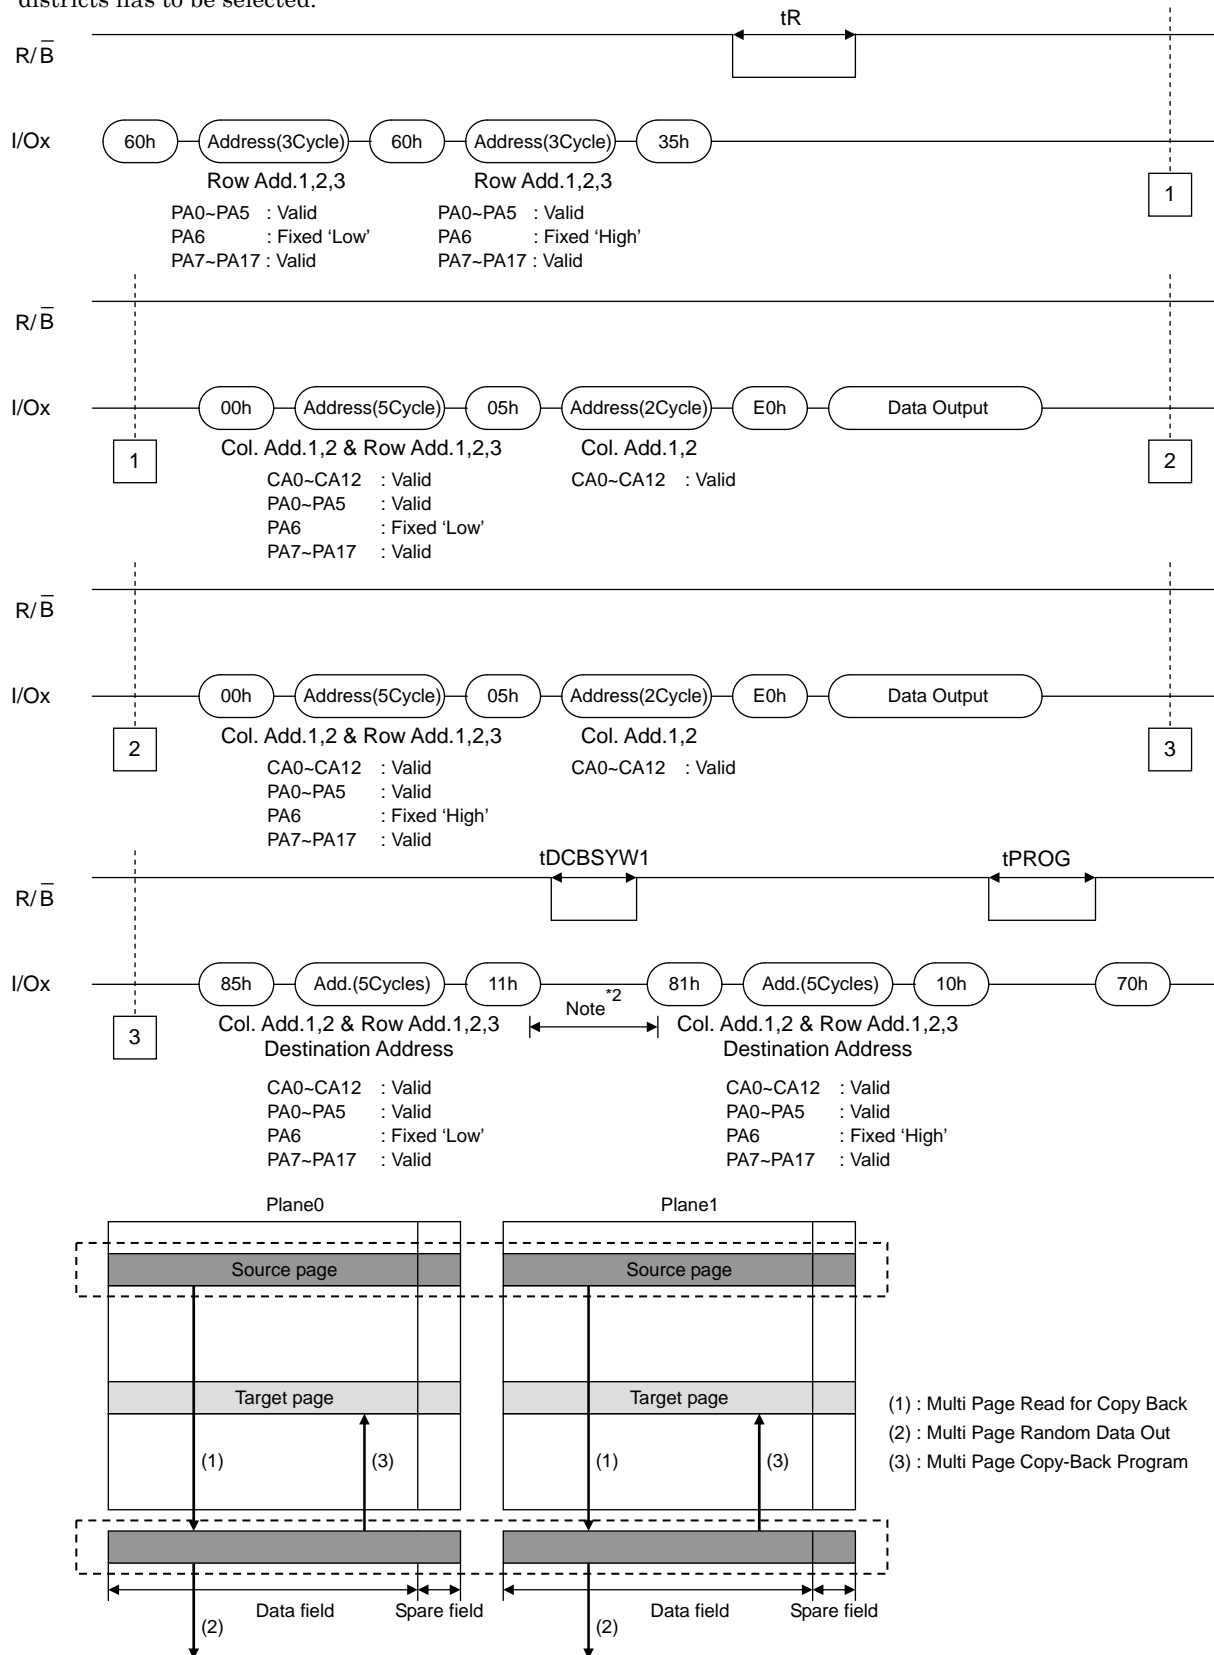 districts has to be selected.
tR
R/B̅
I/Ox
60h
Address(3Cycle)
60h
Address(3Cycle)
35h
Row Add.1,2,3
Row Add.1,2,3
PA0~PA5 : Valid
PA6 : Fixed ‘Low’
PA7~PA17 : Valid
PA0~PA5 : Valid
PA6 : Fixed ‘High’
PA7~PA17 : Valid
1
R/B̅
I/Ox
00h
Address(5Cycle)
05h
Address(2Cycle)
E0h
Data Output
1
Col. Add.1,2 & Row Add.1,2,3
Col. Add.1,2
CA0~CA12 : Valid
PA0~PA5 : Valid
PA6 : Fixed ‘Low’
PA7~PA17 : Valid
CA0~CA12 : Valid
2
R/B̅
I/Ox
00h
Address(5Cycle)
05h
Address(2Cycle)
E0h
Data Output
2
Col. Add.1,2 & Row Add.1,2,3
Col. Add.1,2
CA0~CA12 : Valid
PA0~PA5 : Valid
PA6 : Fixed ‘High’
PA7~PA17 : Valid
CA0~CA12 : Valid
3
tDCBSYW1
tPROG
R/B̅
I/Ox
85h
Add.(5Cycles)
11h
Note*2
81h
Add.(5Cycles)
10h
70h
3
Col. Add.1,2 & Row Add.1,2,3
Destination Address
CA0~CA12 : Valid
PA0~PA5 : Valid
PA6 : Fixed ‘Low’
PA7~PA17 : Valid
Col. Add.1,2 & Row Add.1,2,3
Destination Address
CA0~CA12 : Valid
PA0~PA5 : Valid
PA6 : Fixed ‘High’
PA7~PA17 : Valid
Plane0
Plane1
Source page
Source page
Target page
Target page
(1)
(3)
(1)
(3)
(1) : Multi Page Read for Copy Back
(2) : Multi Page Random Data Out
(3) : Multi Page Copy-Back Program
Data field
Spare field
Data field
Spare field
(2)
(2)